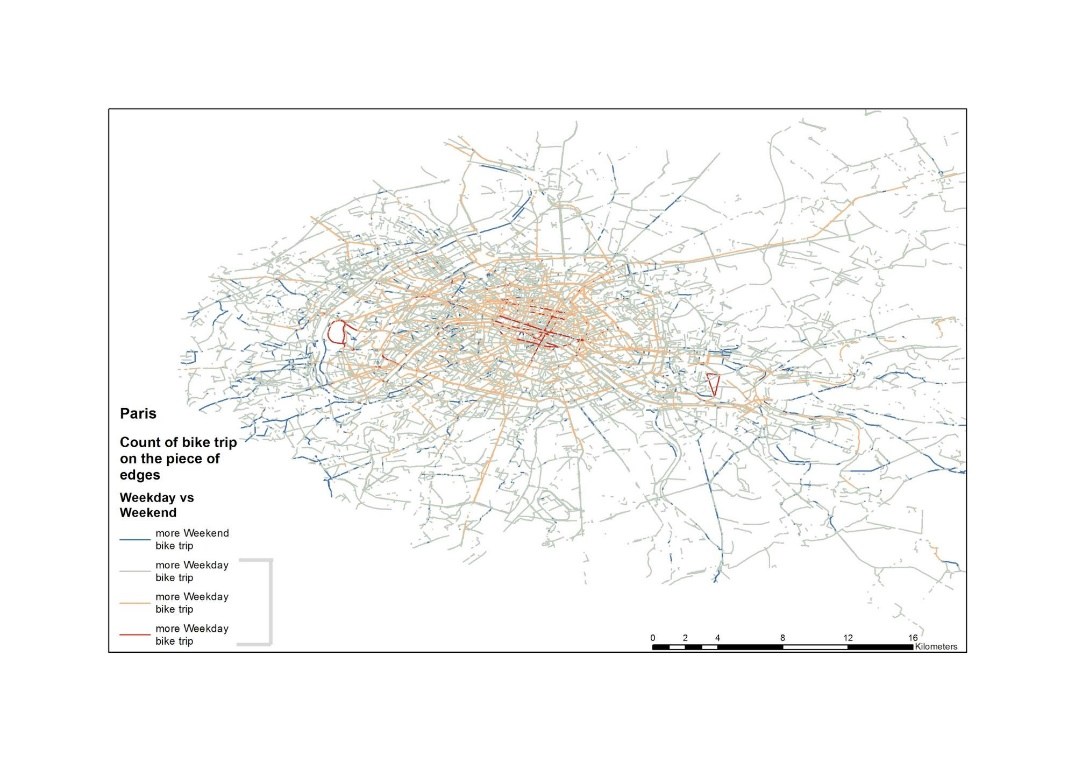 Paris
Count of bike trip
on the piece of
edges
Weekday vs
Weekend
more Weekend
bike trip
more Weekday
bike trip
more Weekday
bike trip
more Weekday
bike trip
0 2 4 8 12 16
Kilometers